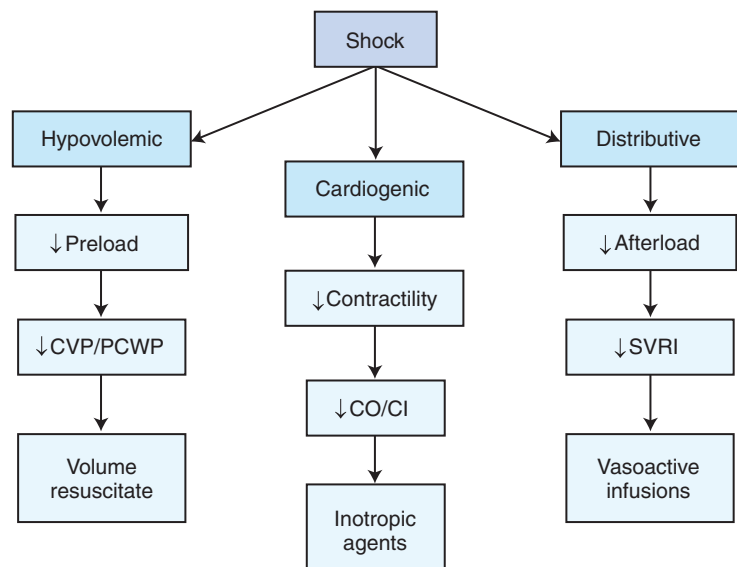 Shock
Hypovolemic
↓Preload
↓CVP/PCWP
Volume
resuscitate
Cardiogenic
↓Contractility
↓CO/CI
Inotropic
agents
Distributive
↓Afterload
↓SVRI
Vasoactive
infusions